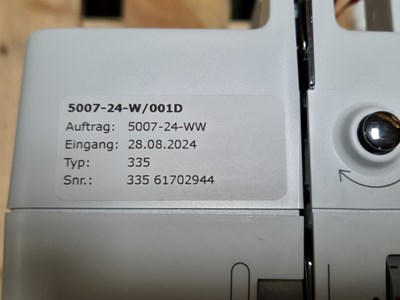 5007-24-W/001D
Auftrag: 5007-24-WW
Eingang: 28.08.2024
Typ: 335
Snr.: 335 61702944